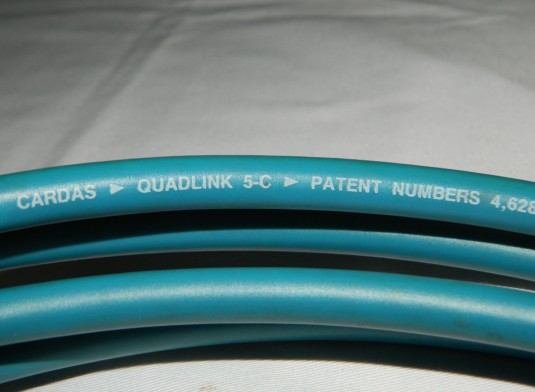 CARDAS ► QUADLINK 5-C ► PATENT NUMBERS 4,628